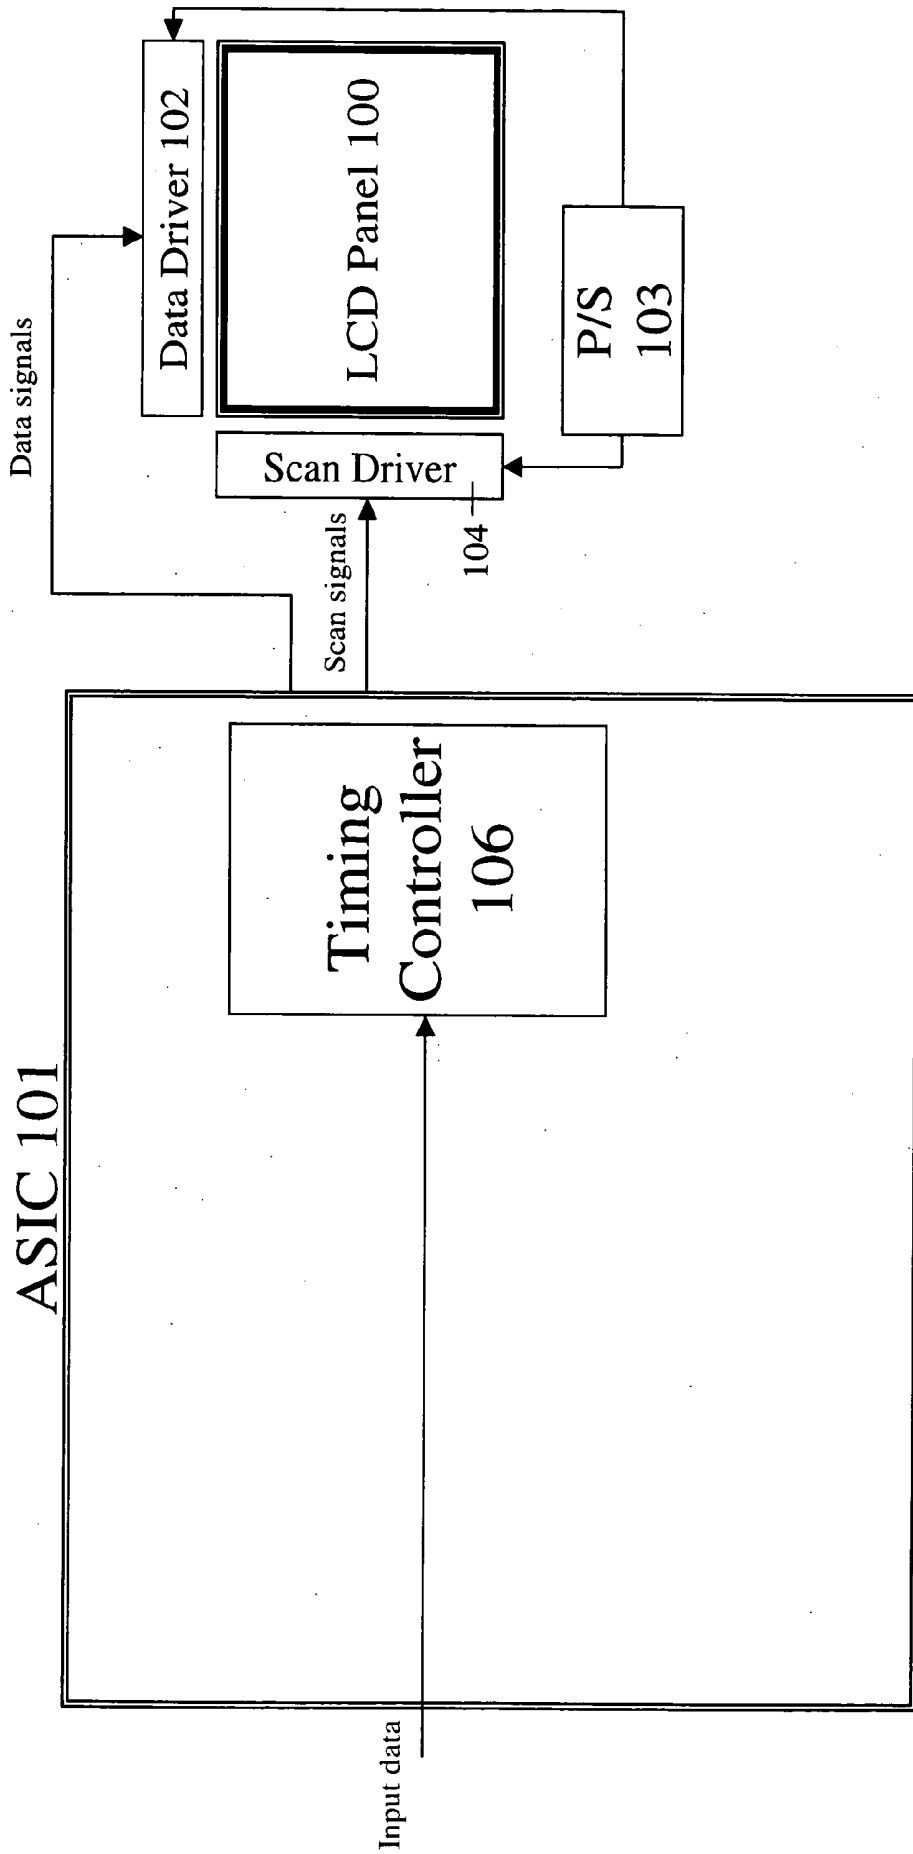 ASIC 101
Input data
Timing
Controller
106
Data signals
Scan signals
Data Driver 102
Scan Driver
104
LCD Panel 100
P/S
103